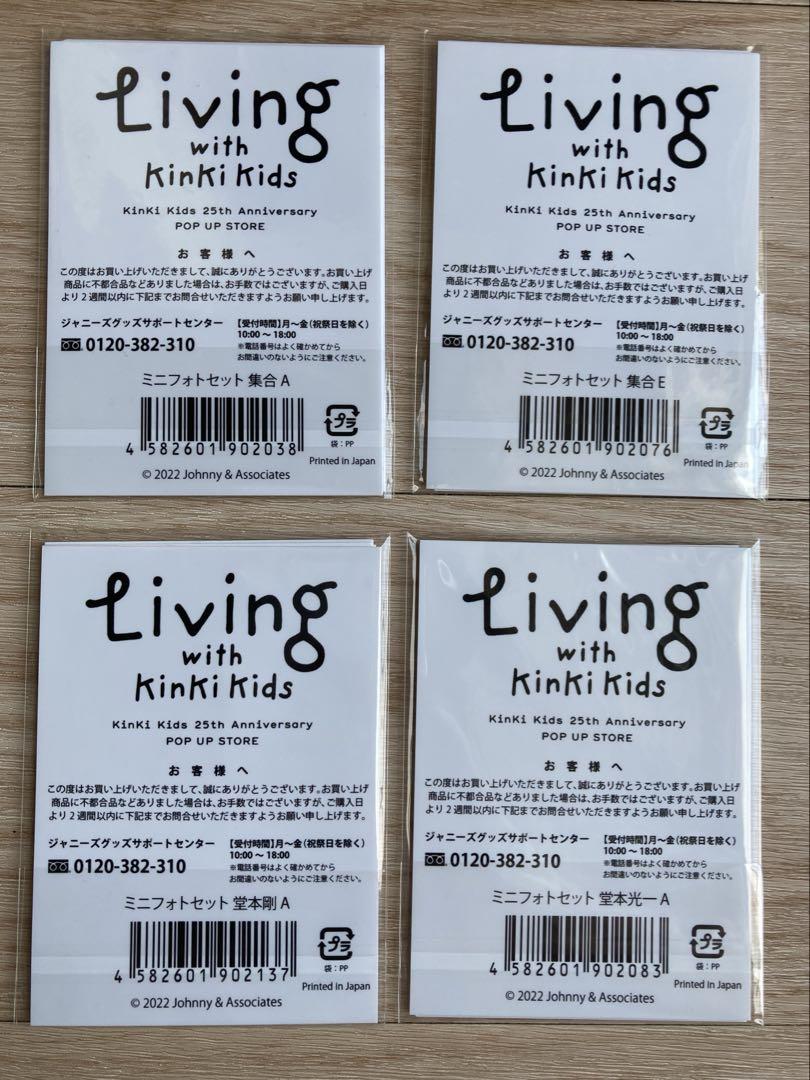 Living
with
KinKi Kids
KinKi Kids 25th Anniversary
POP UP STORE
お客様へ
この度はお買い上げいただきまして、誠にありがとうございます。お買い上げ
商品に不都合品などありました場合は、お手数ではございますが、ご購入日
より2週間以内に下記までお問合せいただきますようお願い申し上げます。
ジャニーズグッズサポートセンター 【受付時間】月～金(祝祭日を除く)
10:00～18:00
0120-382-310 ※電話番号はよく確かめてから
お間違いのないようにご注意ください。
ミニフォトセット 集合 A
4 582601 902038
プラ
袋：PP
Printed in Japan
© 2022 Johnny & Associates
Living
with
KinKi Kids
KinKi Kids 25th Anniversary
POP UP STORE
お客様へ
この度はお買い上げいただきまして、誠にありがとうございます。お買い上げ
商品に不都合品などありました場合は、お手数ではございますが、ご購入日
より2週間以内に下記までお問合せいただきますようお願い申し上げます。
ジャニーズグッズサポートセンター 【受付時間】月～金(祝祭日を除く)
10:00～18:00
0120-382-310 ※電話番号はよく確かめてから
お間違いのないようにご注意ください。
ミニフォトセット 集合 E
4 582601 902076
プラ
袋：PP
Printed in Japan
© 2022 Johnny & Associates
Living
with
KinKi Kids
KinKi Kids 25th Anniversary
POP UP STORE
お客様へ
この度はお買い上げいただきまして、誠にありがとうございます。お買い上げ
商品に不都合品などありました場合は、お手数ではございますが、ご購入日
より2週間以内に下記までお問合せいただきますようお願い申し上げます。
ジャニーズグッズサポートセンター 【受付時間】月～金(祝祭日を除く)
10:00～18:00
0120-382-310 ※電話番号はよく確かめてから
お間違いのないようにご注意ください。
ミニフォトセット 堂本剛 A
4 582601 902137
プラ
袋：PP
Printed in Japan
© 2022 Johnny & Associates
Living
with
KinKi Kids
KinKi Kids 25th Anniversary
POP UP STORE
お客様へ
この度はお買い上げいただきまして、誠にありがとうございます。お買い上げ
商品に不都合品などありました場合は、お手数ではございますが、ご購入日
より2週間以内に下記までお問合せいただきますようお願い申し上げます。
ジャニーズグッズサポートセンター 【受付時間】月～金(祝祭日を除く)
10:00～18:00
0120-382-310 ※電話番号はよく確かめてから
お間違いのないようにご注意ください。
ミニフォトセット 堂本光一 A
4 582601 902083
プラ
袋：PP
Printed in Japan
© 2022 Johnny & Associates